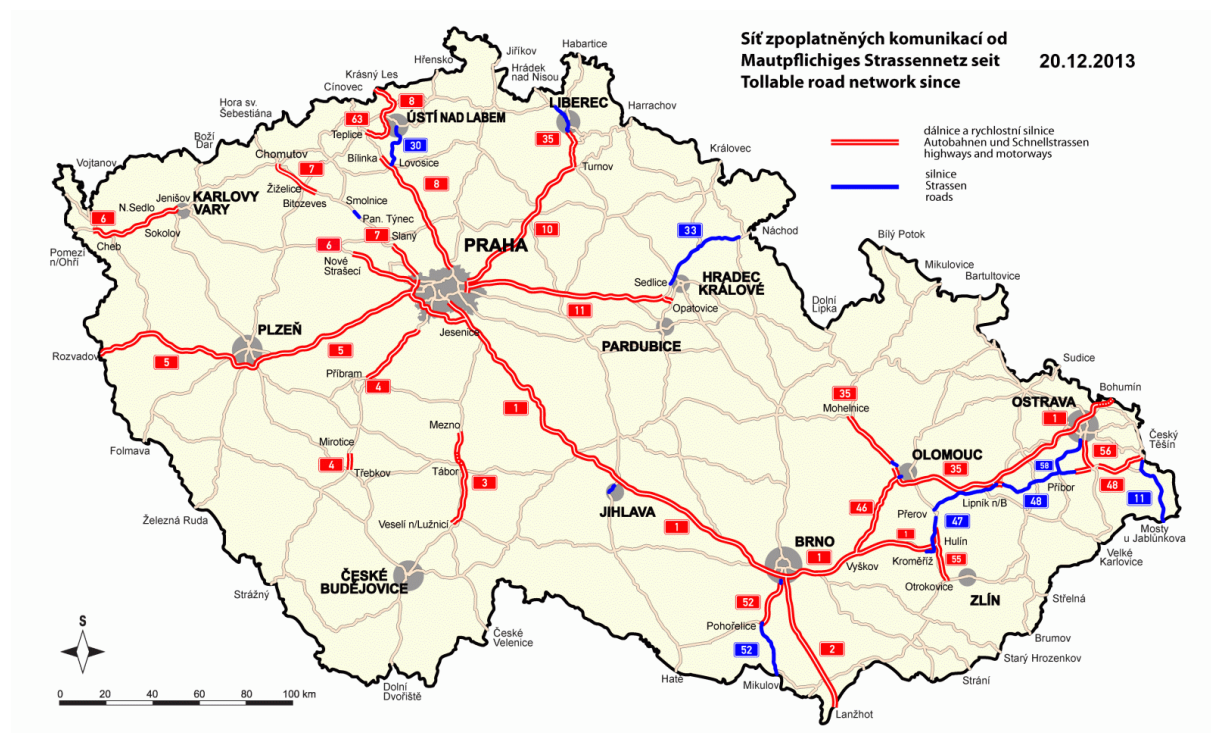 Síť zpoplatněných komunikací od
Mautpflichiges Strassennetz seit
Tollable road network since
20.12.2013
dálnice a rychlostní silnice
Autobahnen und Schnellstrassen
highways and motorways
silnice
Strassen
roads
Jiříkov
Habartice
Hřensko
Hrádek
nad Nisou
Krásný Les
Cínovec
8
LIBEREC
Harrachov
Hora sv.
Šebestiána
63
ÚSTÍ NAD LABEM
Teplice
30
35
Boží
Dar
Chomutov
Bílinka
Lovosice
Turnov
Královec
Vojtanov
7
8
Žiželice
Bitozeves
Jenišov
KARLOVY
VARY
Smolnice
N.Sedlo
6
Pan. Týnec
Sokolov
Cheb
7
Slaný
10
33
Náchod
Bílý Potok
Pomezí
n/Ohří
6
PRAHA
Nové
Strašecí
Mikulovice
Bartultovice
Sedlice
HRADEC
KRÁLOVÉ
11
Opatovice
Dolní
Lipka
PLZEŇ
Jesenice
PARDUBICE
Rozvadov
5
5
Příbram
4
Sudice
Bohumín
35
Mohelnice
OSTRAVA
1
1
Mezno
Český
Těšín
Folmava
Mirotice
4
Třebkov
Tábor
OLOMOUC
35
56
58
3
Příbor
48
48
11
Lipník n/B
Železná Ruda
Veselí n/Lužnicí
JIHLAVA
46
Přerov
1
47
Mosty
u Jablůnkova
BRNO
1
Hulín
1
Vyškov
Kroměříž
55
Velké
Karlovice
Otrokovice
ČESKÉ
BUDĚJOVICE
ZLÍN
Strážný
Střelná
52
Pohořelice
S
České
Velenice
Brumov
52
2
Starý Hrozenkov
Haté
Mikulov
Strání
Dolní
Dvořiště
Lanžhot
0 20 40 60 80 100 km